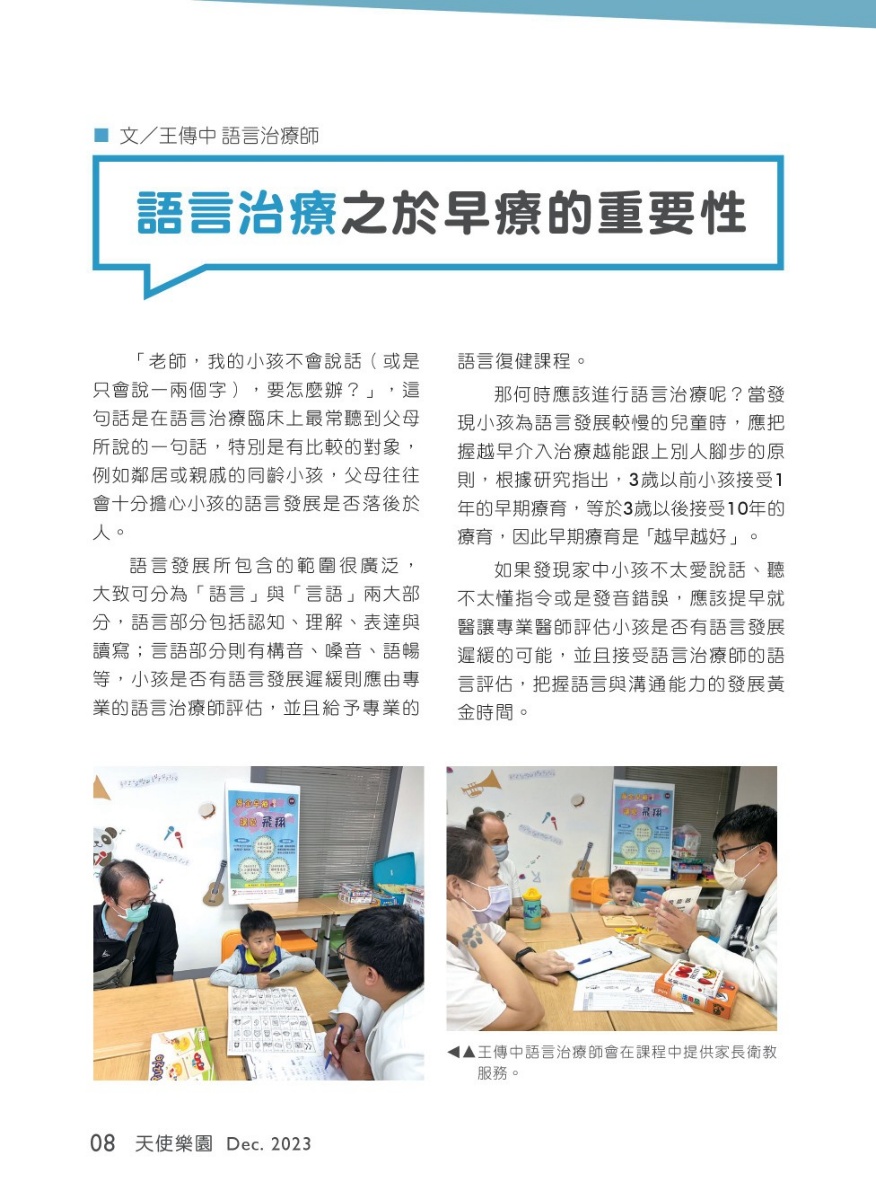 文／王傳中 語言治療師
語言治療之於早療的重要性
「老師，我的小孩不會說話（或是
只會說一兩個字），要怎麼辦？」，這
句話是在語言治療臨床上最常聽到父母
所說的一句話，特別是有比較的對象，
例如鄰居或親戚的同齡小孩，父母往往
會十分擔心小孩的語言發展是否落後於
人。
語言發展所包含的範圍很廣泛，
大致可分為「語言」與「言語」兩大部
分，語言部分包括認知、理解、表達與
讀寫；言語部分則有構音、嗓音、語暢
等，小孩是否有語言發展遲緩則應由專
業的語言治療師評估，並且給予專業的
語言復健課程。
那何時應該進行語言治療呢？當發
現小孩為語言發展較慢的兒童時，應把
握越早介入治療越能跟上別人腳步的原
則，根據研究指出，3歲以前小孩接受1
年的早期療育，等於3歲以後接受10年的
療育，因此早期療育是「越早越好」。
如果發現家中小孩不太愛說話、聽
不太懂指令或是發音錯誤，應該提早就
醫讓專業醫師評估小孩是否有語言發展
遲緩的可能，並且接受語言治療師的語
言評估，把握語言與溝通能力的發展黃
金時間。
◀▲王傳中語言治療師會在課程中提供家長衛教
服務。
08 天使樂園 Dec. 2023